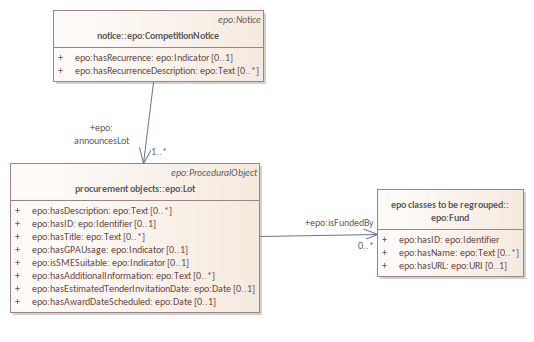 epo:Notice
notice::epo:CompetitionNotice
+ epo:hasRecurrence: epo:Indicator [0..1]
+ epo:hasRecurrenceDescription: epo:Text [0..*]
+epo:
announcesLot
1..*
epo:ProceduralObject
procurement objects::epo:Lot
+ epo:hasDescription: epo:Text [0..*]
+ epo:hasID: epo:Identifier [0..1]
+ epo:hasTitle: epo:Text [0..*]
+ epo:hasGPAUsage: epo:Indicator [0..1]
+ epo:isSMESuitable: epo:Indicator [0..1]
+ epo:hasAdditionalInformation: epo:Text [0..*]
+ epo:hasEstimatedTenderInvitationDate: epo:Date [0..1]
+ epo:hasAwardDateScheduled: epo:Date [0..1]
+epo:isFundedBy
0..*
epo classes to be regrouped::
epo:Fund
+ epo:hasID: epo:Identifier
+ epo:hasName: epo:Text [0..*]
+ epo:hasURL: epo:URI [0..1]